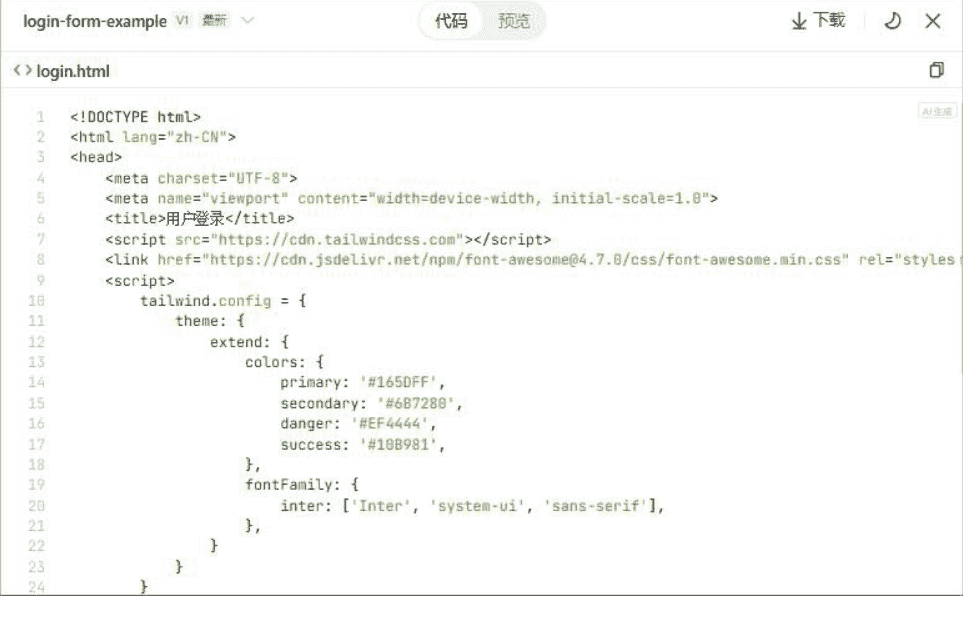 login-form-example V1 最新
代码 预览
下载
login.html
AI生成
1 <!DOCTYPE html>
2 <html lang="zh-CN">
3 <head>
4     <meta charset="UTF-8">
5     <meta name="viewport" content="width=device-width, initial-scale=1.0">
6     <title>用户登录</title>
7     <script src="https://cdn.tailwindcss.com"></script>
8     <link href="https://cdn.jsdelivr.net/npm/font-awesome@4.7.0/css/font-awesome.min.css" rel="styles
9     <script>
10         tailwind.config = {
11             theme: {
12                 extend: {
13                     colors: {
14                         primary: '#165DFF',
15                         secondary: '#6B7280',
16                         danger: '#EF4444',
17                         success: '#10B981',
18                     },
19                     fontFamily: {
20                         inter: ['Inter', 'system-ui', 'sans-serif'],
21                     },
22                 }
23             }
24         }